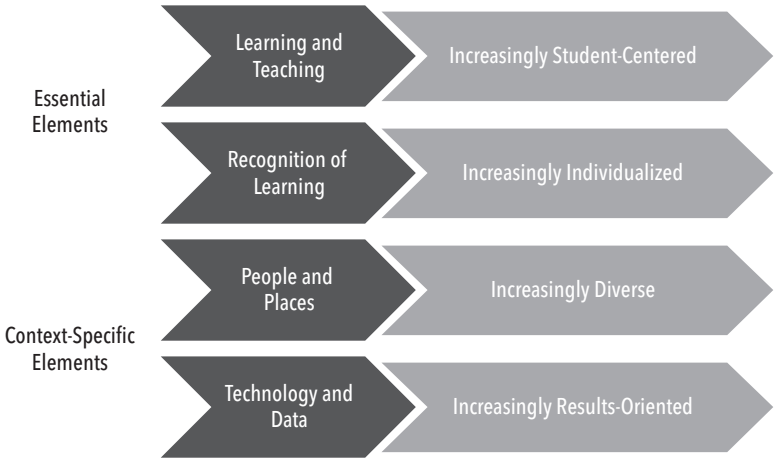 Essential
Elements
Learning and
Teaching
Increasingly Student-Centered
Recognition of
Learning
Increasingly Individualized
Context-Specific
Elements
People and
Places
Increasingly Diverse
Technology and
Data
Increasingly Results-Oriented